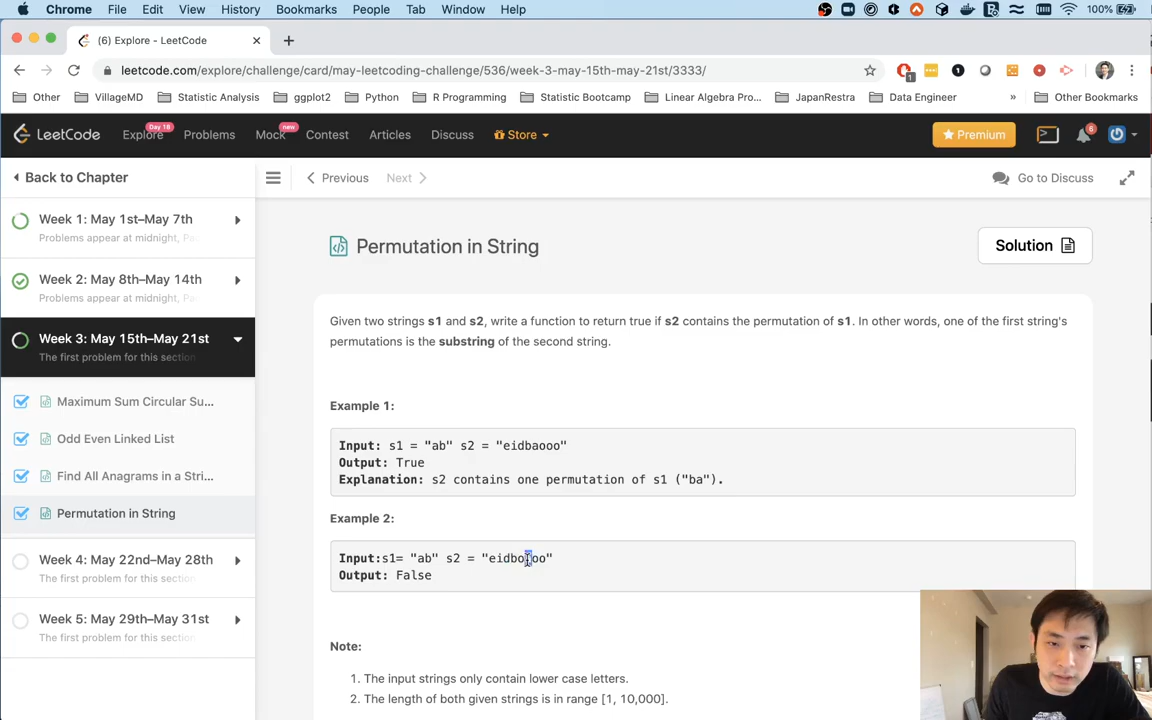 Chrome File Edit View History Bookmarks People Tab Window Help 100%
(6) Explore - LeetCode
leetcode.com/explore/challenge/card/may-leetcoding-challenge/536/week-3-may-15th-may-21st/3333/
Other VillageMD Statistic Analysis ggplot2 Python R Programming Statistic Bootcamp Linear Algebra Pro... JapanRestra Data Engineer » Other Bookmarks
LeetCode Explore Day 18 Problems Mock new Contest Articles Discuss Store Premium 6
Back to Chapter
Previous Next Go to Discuss
Week 1: May 1st–May 7th
Problems appear at midnight, Pa
Week 2: May 8th–May 14th
Problems appear at midnight, Pa
Week 3: May 15th–May 21st
The first problem for this section
Maximum Sum Circular Su...
Odd Even Linked List
Find All Anagrams in a Stri...
Permutation in String
Week 4: May 22nd–May 28th
The first problem for this section
Week 5: May 29th–May 31st
The first problem for this section
Permutation in String
Solution
Given two strings s1 and s2, write a function to return true if s2 contains the permutation of s1. In other words, one of the first string's
permutations is the substring of the second string.
Example 1:
Input: s1 = "ab" s2 = "eidbaooo"
Output: True
Explanation: s2 contains one permutation of s1 ("ba").
Example 2:
Input:s1= "ab" s2 = "eidboaoo"
Output: False
Note:
1. The input strings only contain lower case letters.
2. The length of both given strings is in range [1, 10,000].